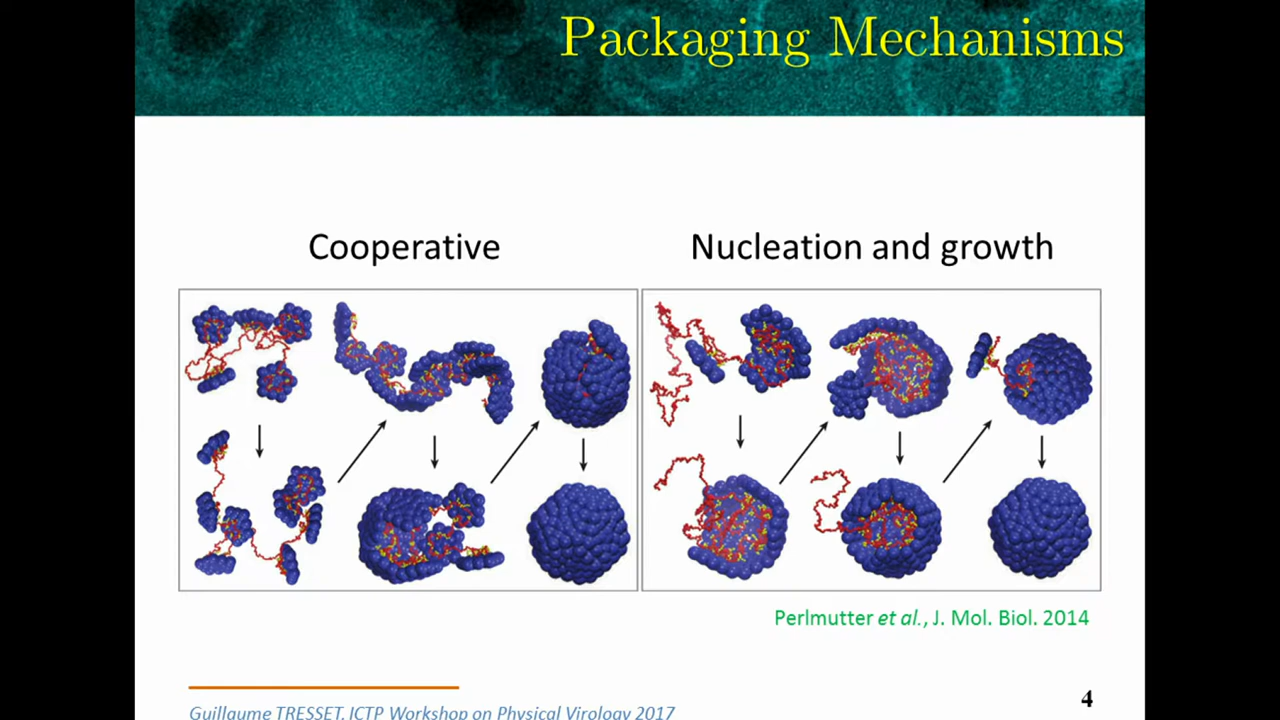 Packaging Mechanisms
Cooperative
Nucleation and growth
Perlmutter et al., J. Mol. Biol. 2014
Guillaume TRESSET, ICTP Workshop on Physical Virology 2017
4